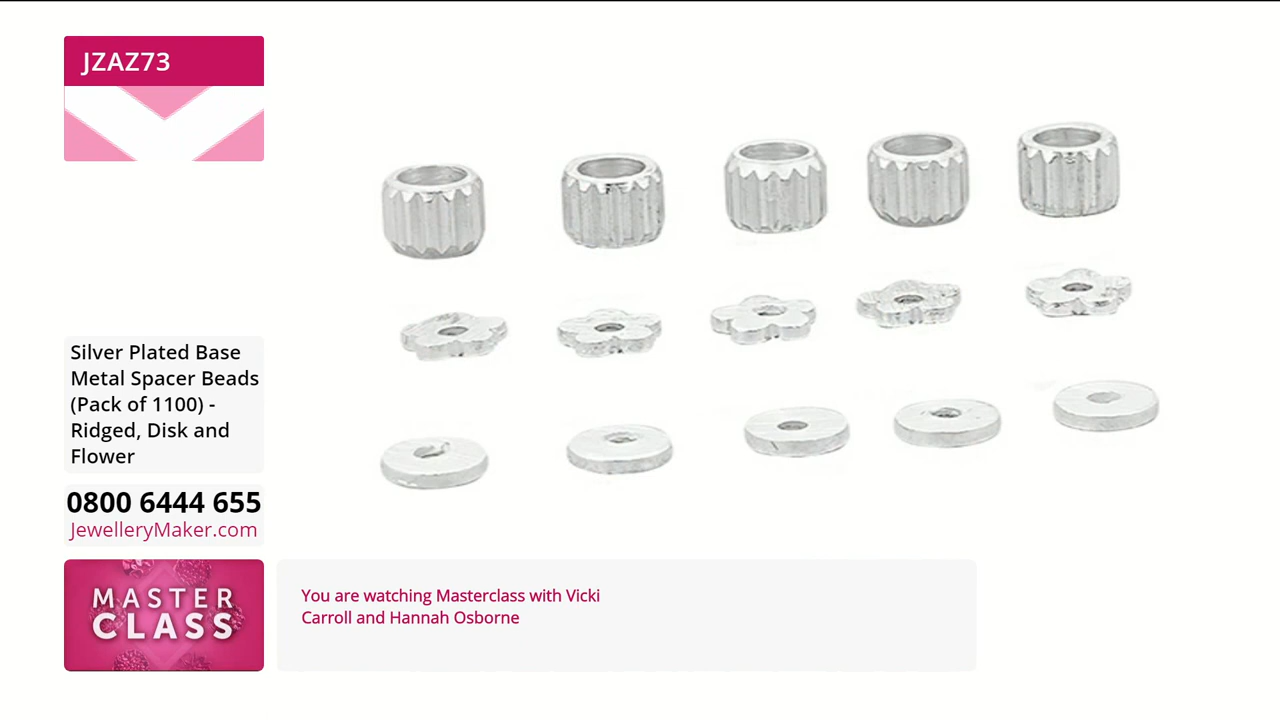 JZAZ73
Silver Plated Base
Metal Spacer Beads
(Pack of 1100) -
Ridged, Disk and
Flower
0800 6444 655
JewelleryMaker.com
MASTER
CLASS
You are watching Masterclass with Vicki
Carroll and Hannah Osborne